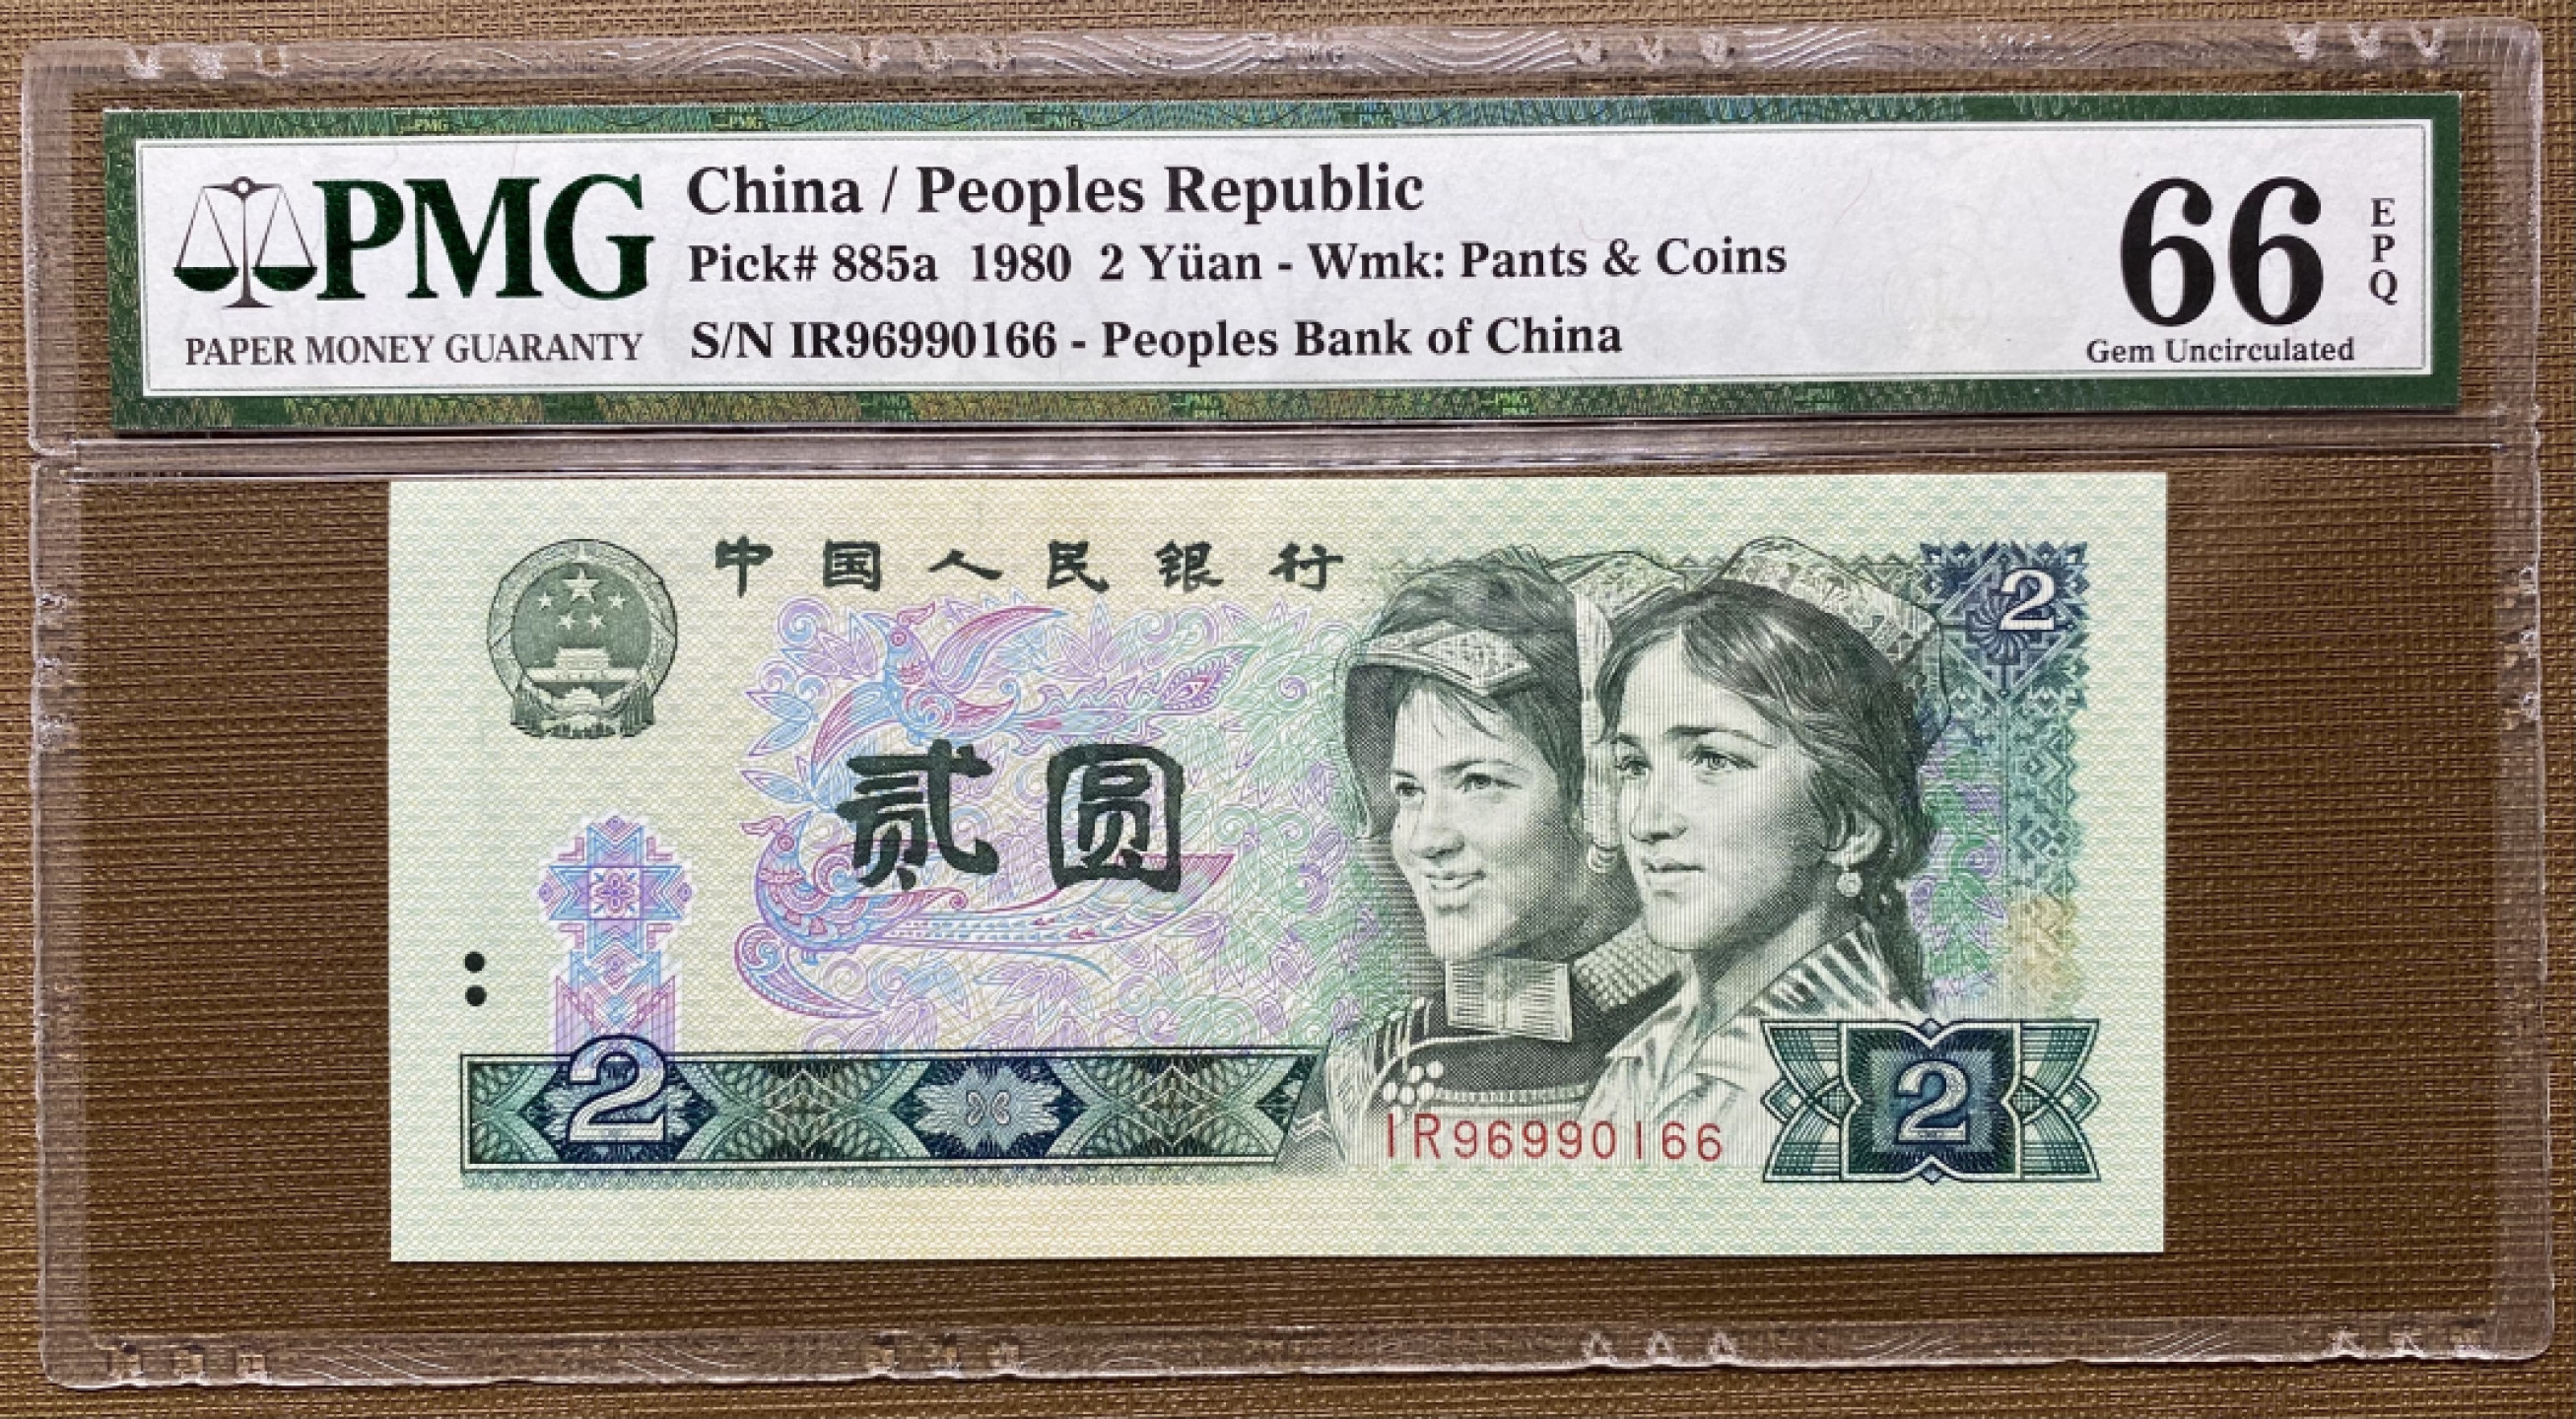 PMG
PAPER MONEY GUARANTY
China / Peoples Republic
Pick# 885a 1980 2 Yüan - Wmk: Pants & Coins
S/N IR96990166 - Peoples Bank of China
66
EPQ
Gem Uncirculated
中国人民银行
2
贰圆
2
IR96990166
2